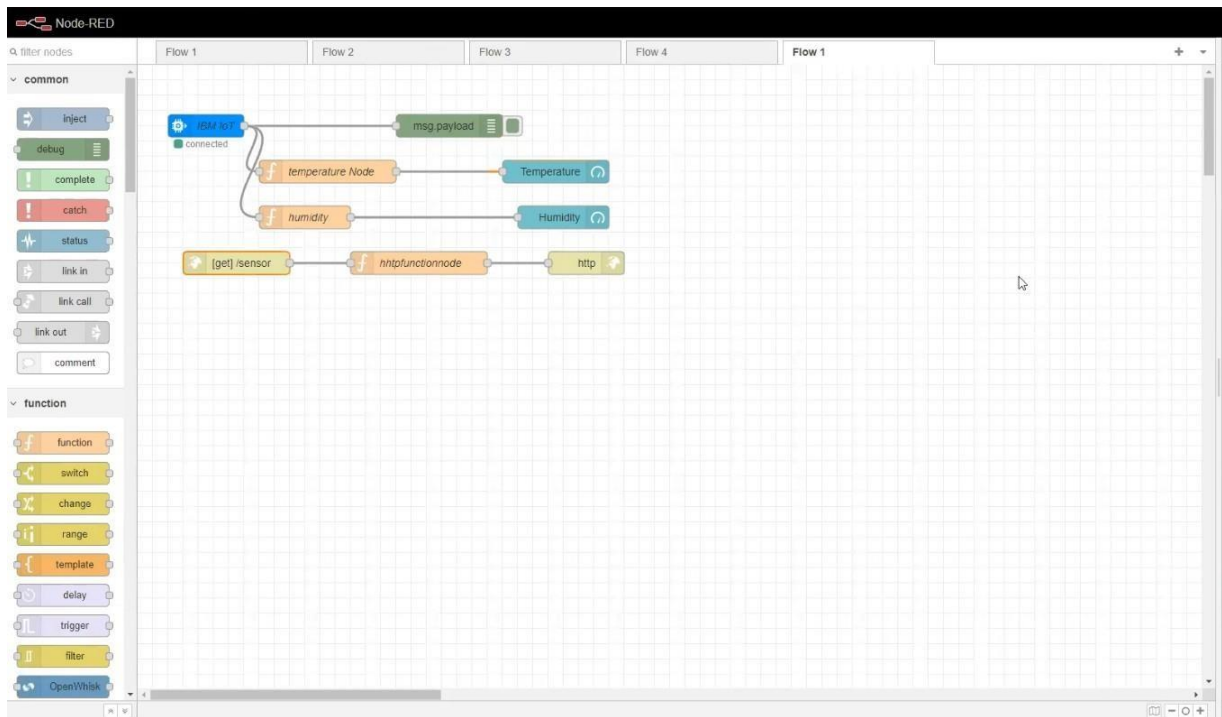 Node-RED
filter nodes
Flow 1
Flow 2
Flow 3
Flow 4
Flow 1
common
inject
debug
complete
catch
status
link in
link call
link out
comment
function
function
switch
change
range
template
delay
trigger
filter
OpenWhisk
IBM IoT
connected
msg.payload
temperature Node
Temperature
humidity
Humidity
[get] /sensor
hhtpfunctionnode
http